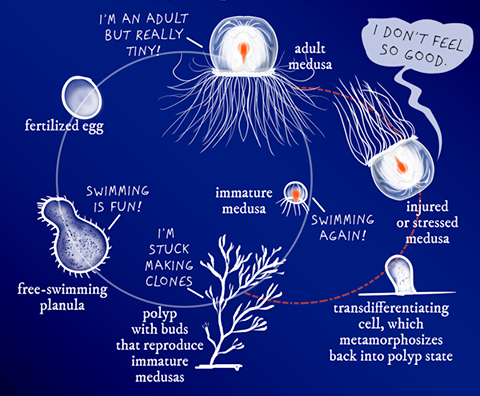 I'M AN ADULT
BUT REALLY
TINY!
adult
medusa
I DON'T FEEL
SO GOOD.
fertilized egg
injured
or stressed
medusa
immature
medusa
SWIMMING
AGAIN!
SWIMMING
IS FUN!
free-swimming
planula
I'M
STUCK
MAKING
CLONES
polyp
with buds
that reproduce
immature
medusas
transdifferentiating
cell, which
metamorphosizes
back into polyp state